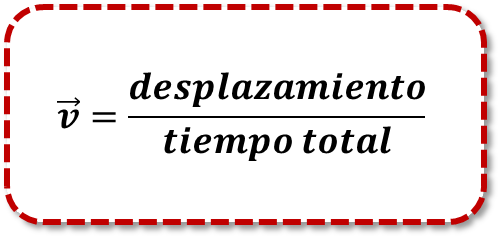 v⃗ = desplazamiento / tiempo total